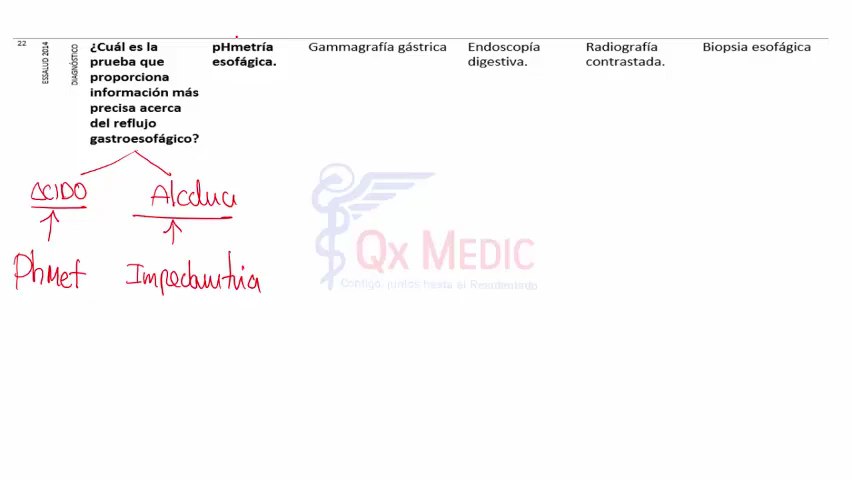 22
ESSALUD 2014
DIAGNÓSTICO
¿Cuál es la
prueba que
proporciona
información más
precisa acerca
del reflujo
gastroesofágico?
pHmetría
esofágica.
Gammagrafía gástrica
Endoscopía
digestiva.
Radiografía
contrastada.
Biopsia esofágica
ACIDO
Alcalina
PhMet
Impedantria
QX MEDIC
Contigo, juntos hasta el Residentado